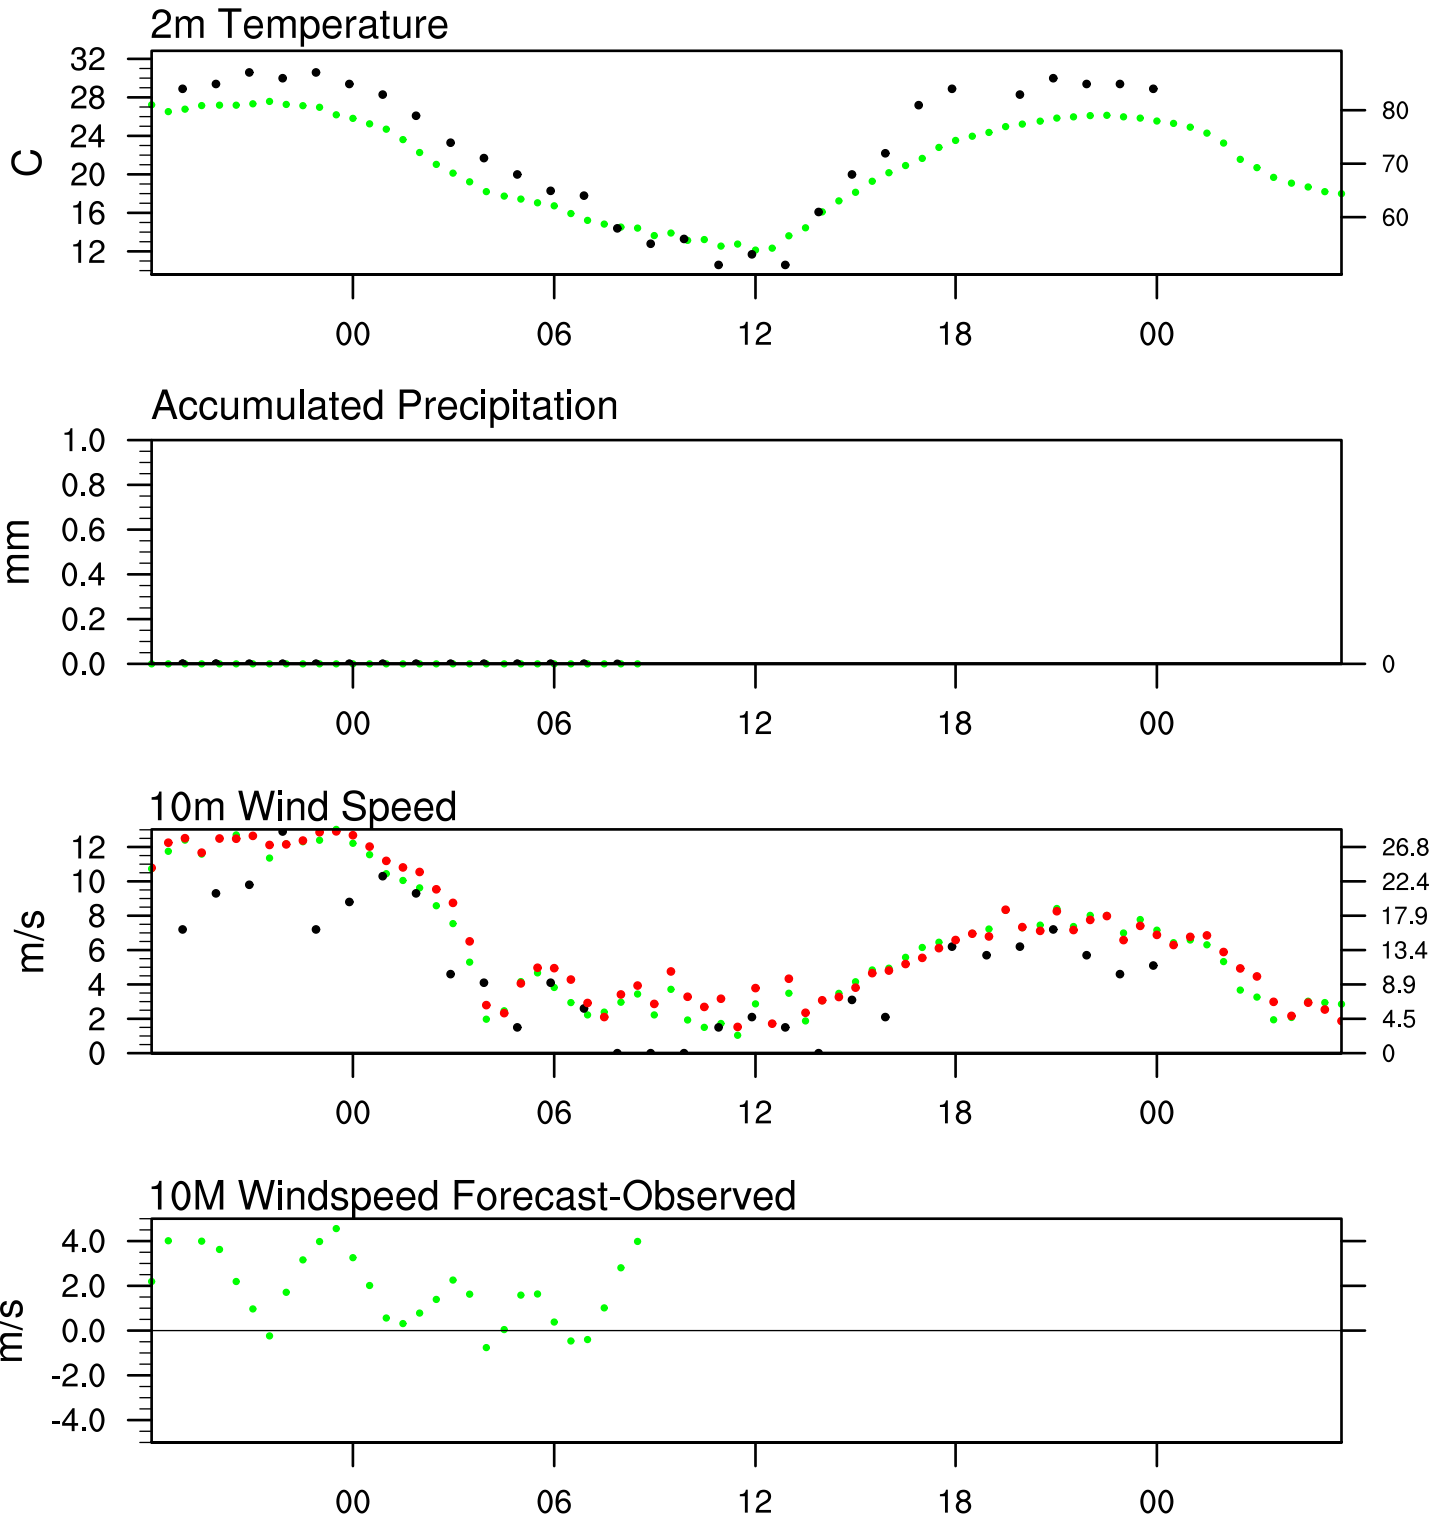 2m Temperature
32
28
24
20
16
12
C
80
70
60
00 06 12 18 00
Accumulated Precipitation
1.0
0.8
0.6
0.4
0.2
0.0
mm
0
00 06 12 18 00
10m Wind Speed
12
10
8
6
4
2
0
m/s
26.8
22.4
17.9
13.4
8.9
4.5
0
00 06 12 18 00
10M Windspeed Forecast-Observed
4.0
2.0
0.0
-2.0
-4.0
m/s
00 06 12 18 00